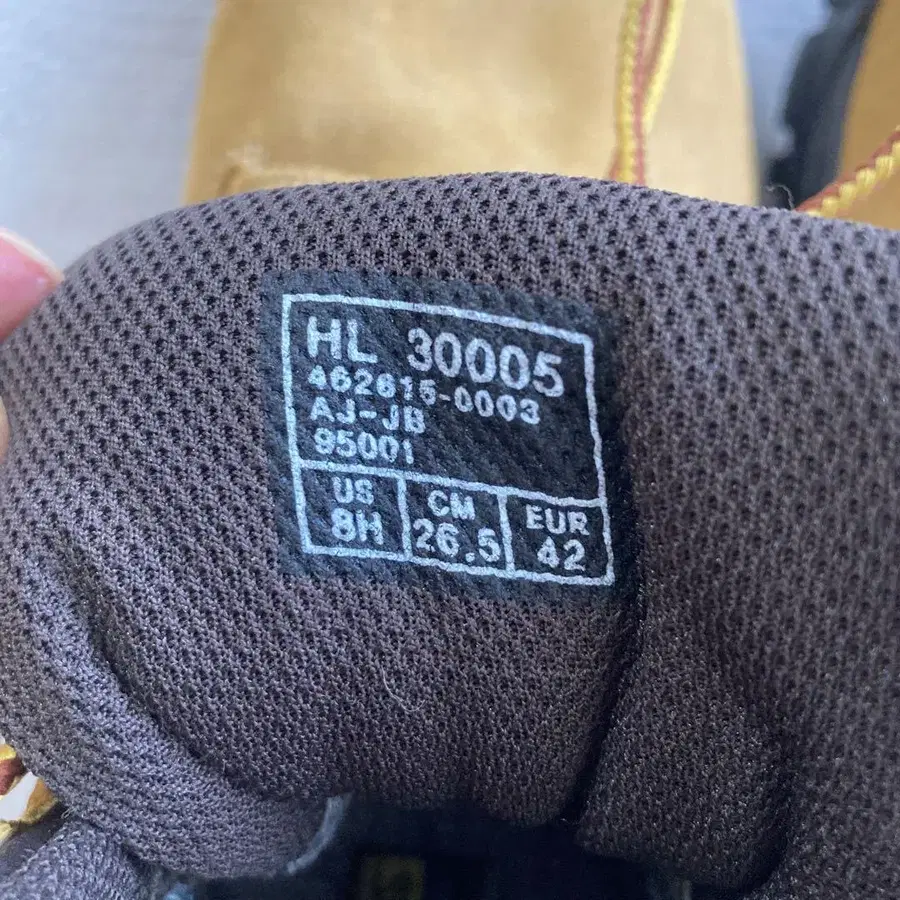 HL 30005
462615-0003
AJ-JB
95001
US CM EUR
8H 26.5 42